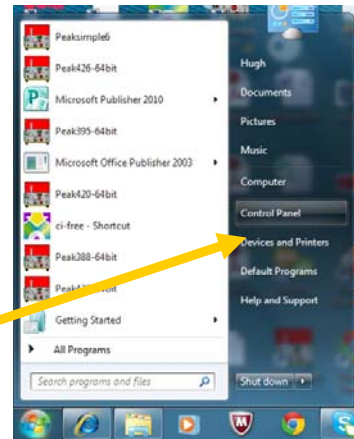 Peaksimple6
Peak426-64bit
Microsoft Publisher 2010
Peak395-64bit
Microsoft Office Publisher 2003
Peak420-64bit
ci-free - Shortcut
Peak388-64bit
Getting Started
All Programs
Search programs and files
Hugh
Documents
Pictures
Music
Computer
Control Panel
Devices and Printers
Default Programs
Help and Support
Shut down